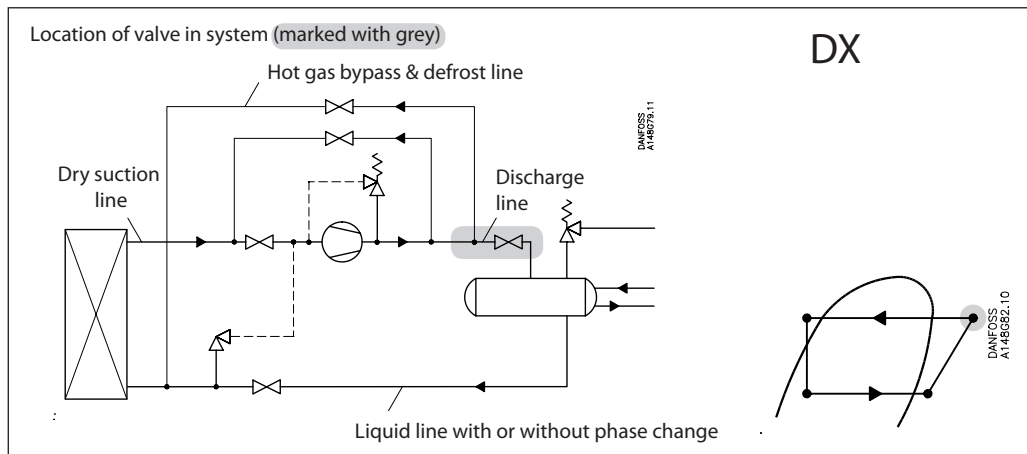 Location of valve in system (marked with grey)
DX
Hot gas bypass & defrost line
DANFOSS
A148G79.11
Dry suction
line
Discharge
line
DANFOSS
A148G82.10
Liquid line with or without phase change